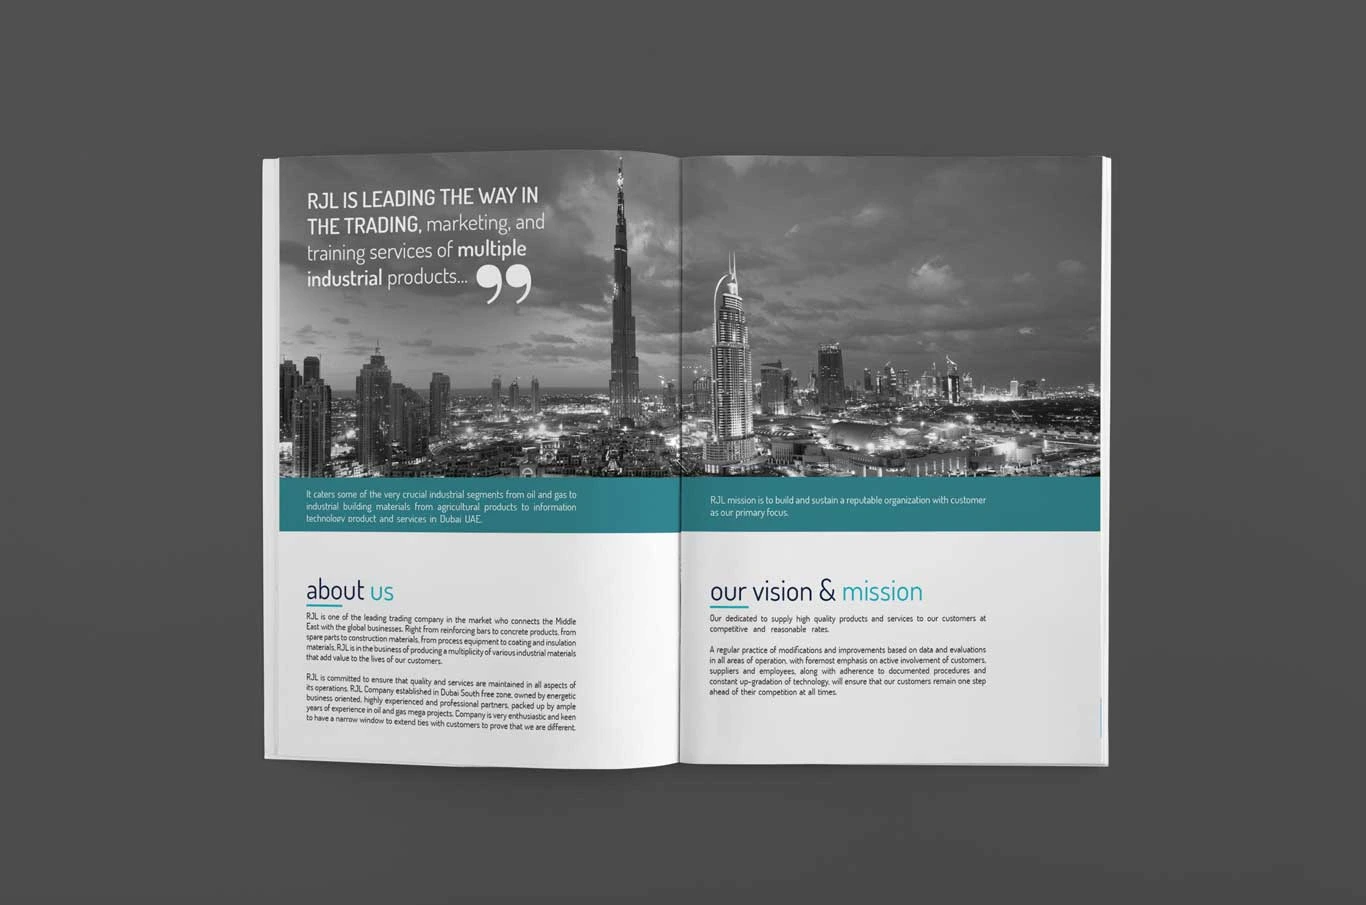 RJL IS LEADING THE WAY IN
THE TRADING, marketing, and
training services of multiple
industrial products... ”
It caters some of the very crucial industrial segments from oil and gas to
industrial building materials from agricultural products to information
technology product and services in Dubai UAE.
about us
RJL is one of the leading trading company in the market who connects the Middle
East with the global businesses. Right from reinforcing bars to concrete products, from
spare parts to construction materials, from process equipment to coating and insulation
materials, RJL is in the business of producing a multiplicity of various industrial materials
that add value to the lives of our customers.
RJL is committed to ensure that quality and services are maintained in all aspects of
its operations. RJL Company established in Dubai South free zone, owned by energetic
business oriented, highly experienced and professional partners, packed up by ample
years of experience in oil and gas mega projects. Company is very enthusiastic and keen
to have a narrow window to extend ties with customers to prove that we are different.
RJL mission is to build and sustain a reputable organization with customer
as our primary focus.
our vision & mission
Our dedicated to supply high quality products and services to our customers at
competitive and reasonable rates.
A regular practice of modifications and improvements based on data and evaluations
in all areas of operation, with foremost emphasis on active involvement of customers,
suppliers and employees, along with adherence to documented procedures and
constant up-gradation of technology, will ensure that our customers remain one step
ahead of their competition at all times.